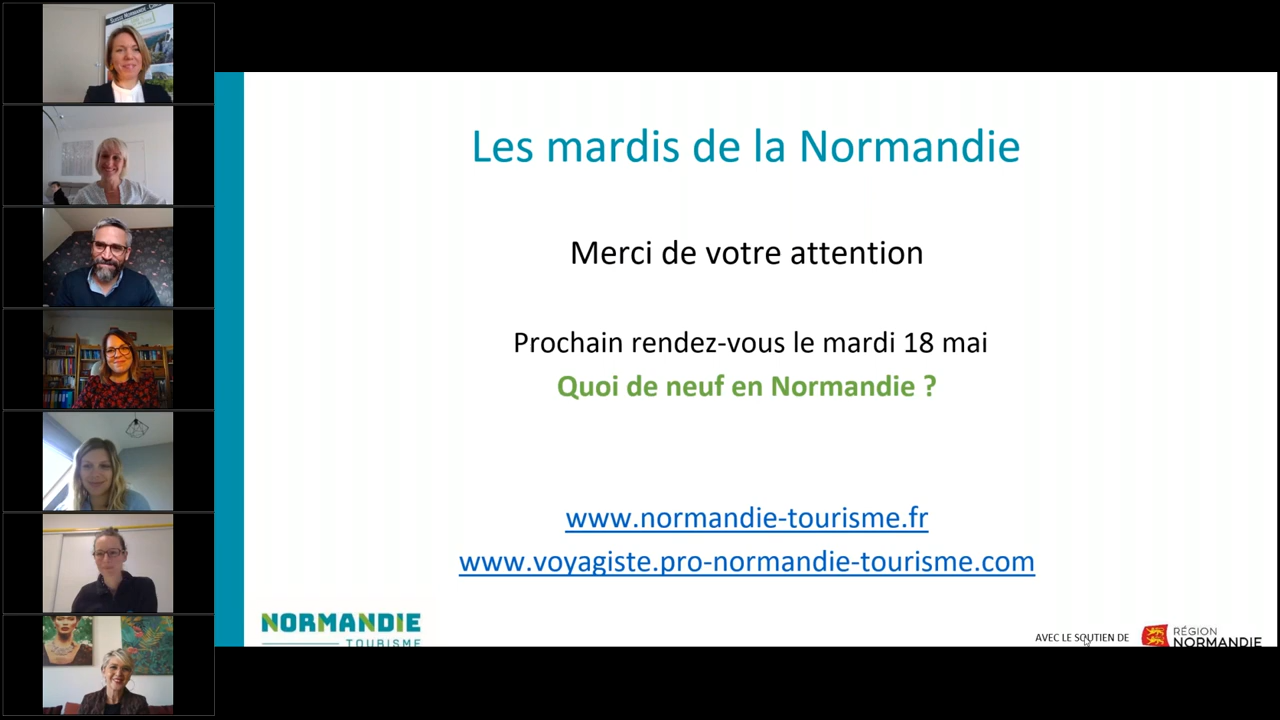 Les mardis de la Normandie
Merci de votre attention
Prochain rendez-vous le mardi 18 mai
Quoi de neuf en Normandie ?
www.normandie-tourisme.fr
www.voyagiste.pro-normandie-tourisme.com
NORMANDIE
TOURISME
AVEC LE SOUTIEN DE
RÉGION
NORMANDIE